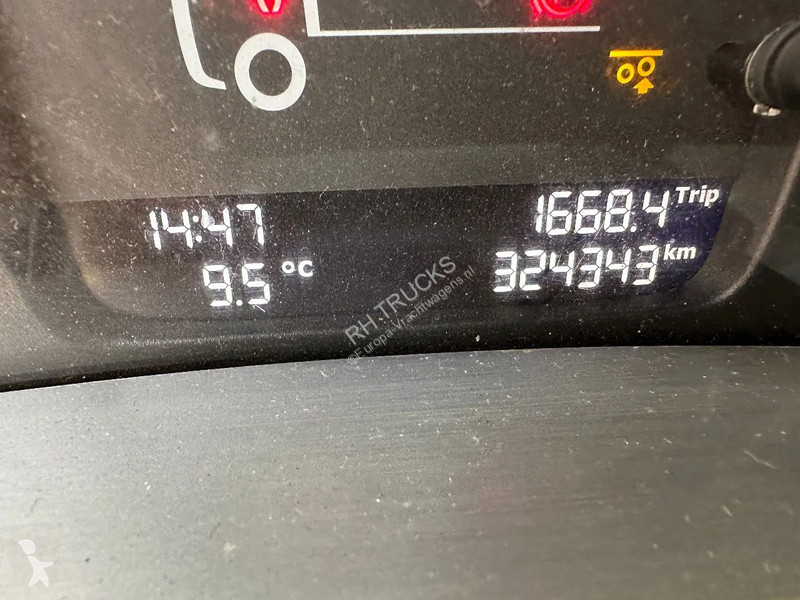 14:47 1668.4 Trip
9.5 °C 324343 km
RH TRUCKS
©Europa-Vrachtwagens.nl